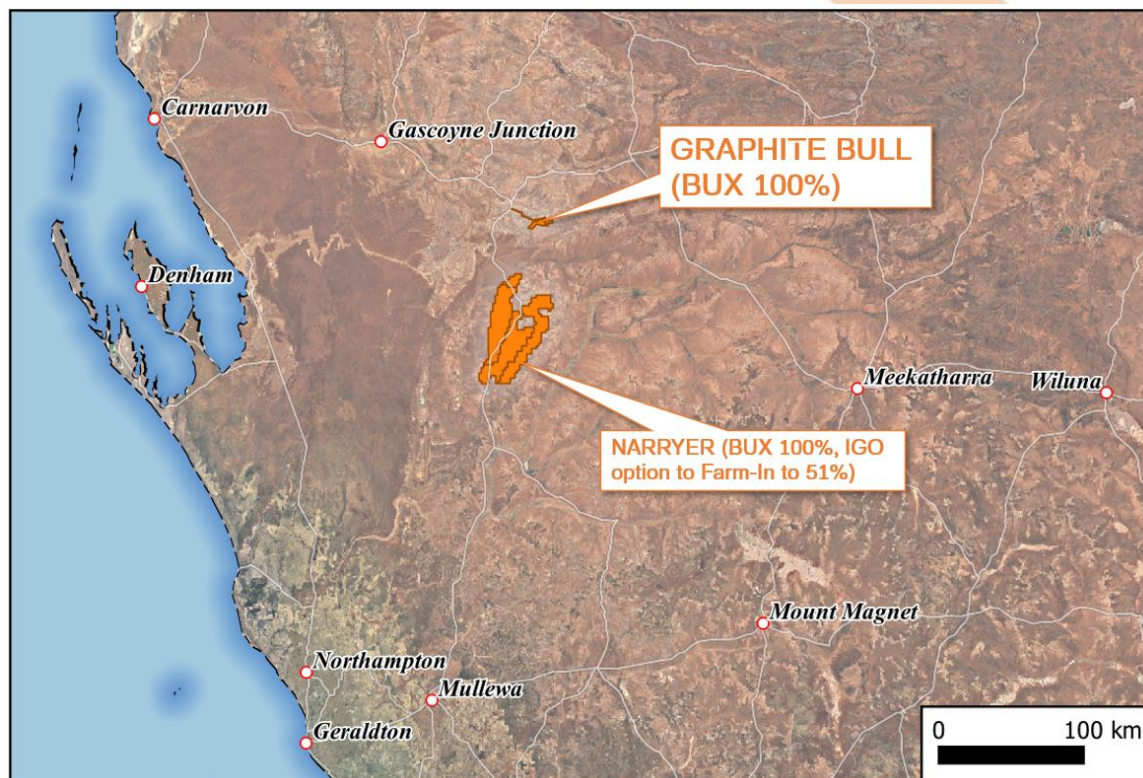 Carnarvon
Gascoyne Junction
GRAPHITE BULL
(BUX 100%)
Denham
Meekatharra
Wiluna
NARRYER (BUX 100%, IGO
option to Farm-In to 51%)
Mount Magnet
Northampton
Mullewa
Geraldton
0 100 km